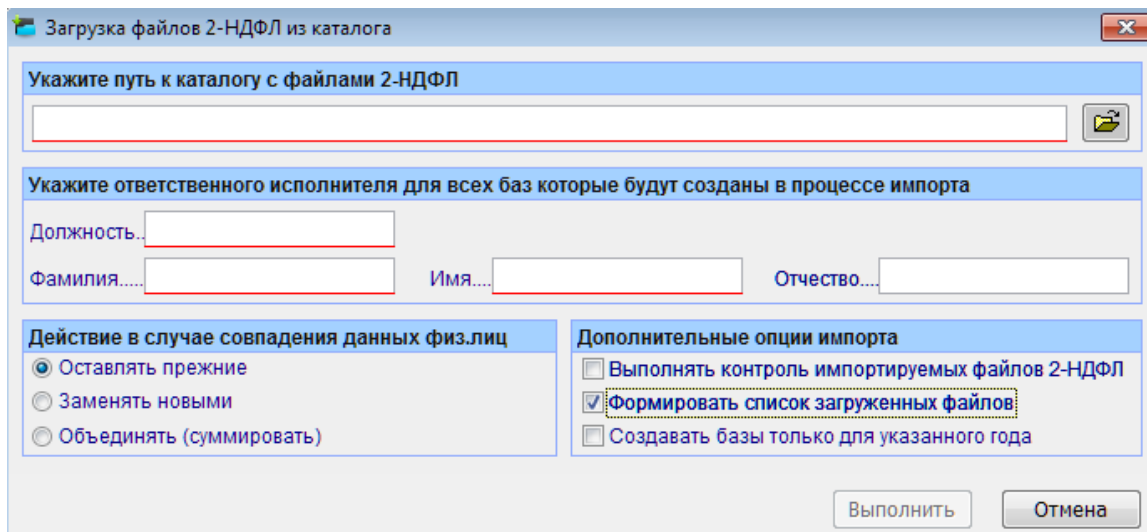 Загрузка файлов 2-НДФЛ из каталога
Укажите путь к каталогу с файлами 2-НДФЛ
Укажите ответственного исполнителя для всех баз которые будут созданы в процессе импорта
Должность..
Фамилия..... Имя.... Отчество....
Действие в случае совпадения данных физ.лиц
Оставлять прежние
Заменять новыми
Объединять (суммировать)
Дополнительные опции импорта
Выполнять контроль импортируемых файлов 2-НДФЛ
Формировать список загруженных файлов
Создавать базы только для указанного года
Выполнить Отмена